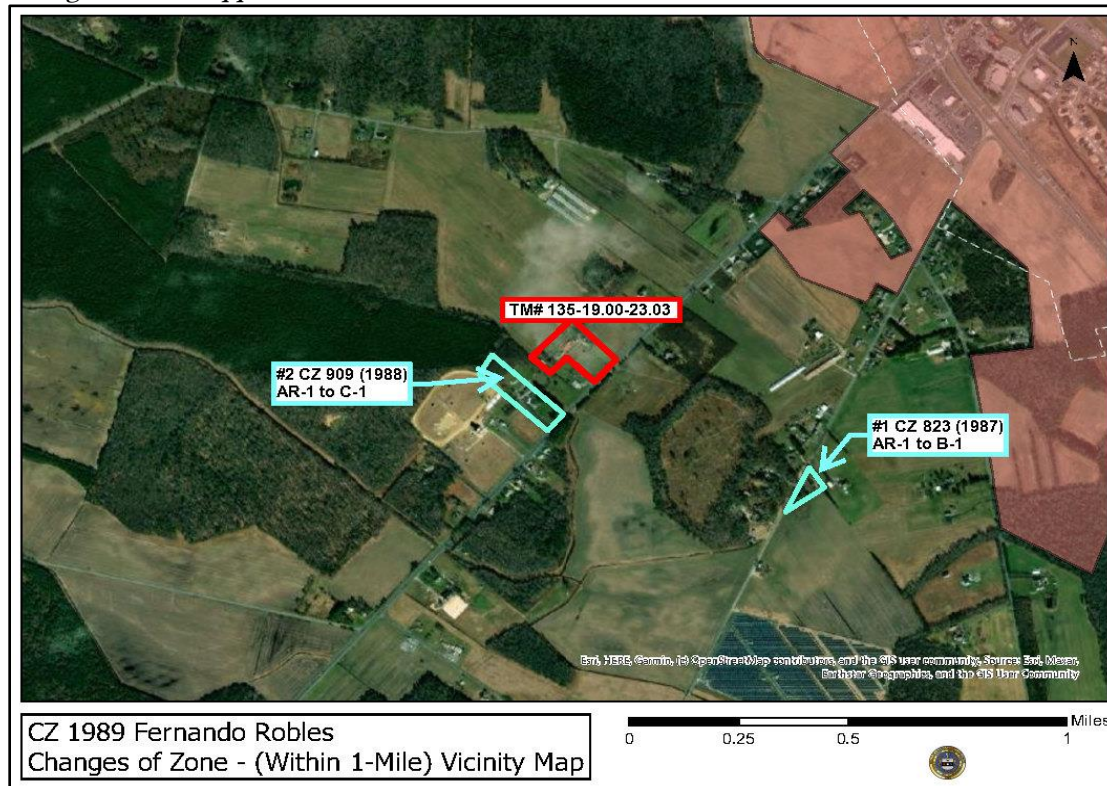 N
TM# 135-19.00-23.03
#2 CZ 909 (1988)
AR-1 to C-1
#1 CZ 823 (1987)
AR-1 to B-1
Esri, HERE, Garmin, (c) OpenStreetMap contributors, and the GIS user community, Source: Esri, Maxar,
Earthstar Geographics, and the GIS User Community
CZ 1989 Fernando Robles
Changes of Zone - (Within 1-Mile) Vicinity Map
Miles
0 0.25 0.5 1